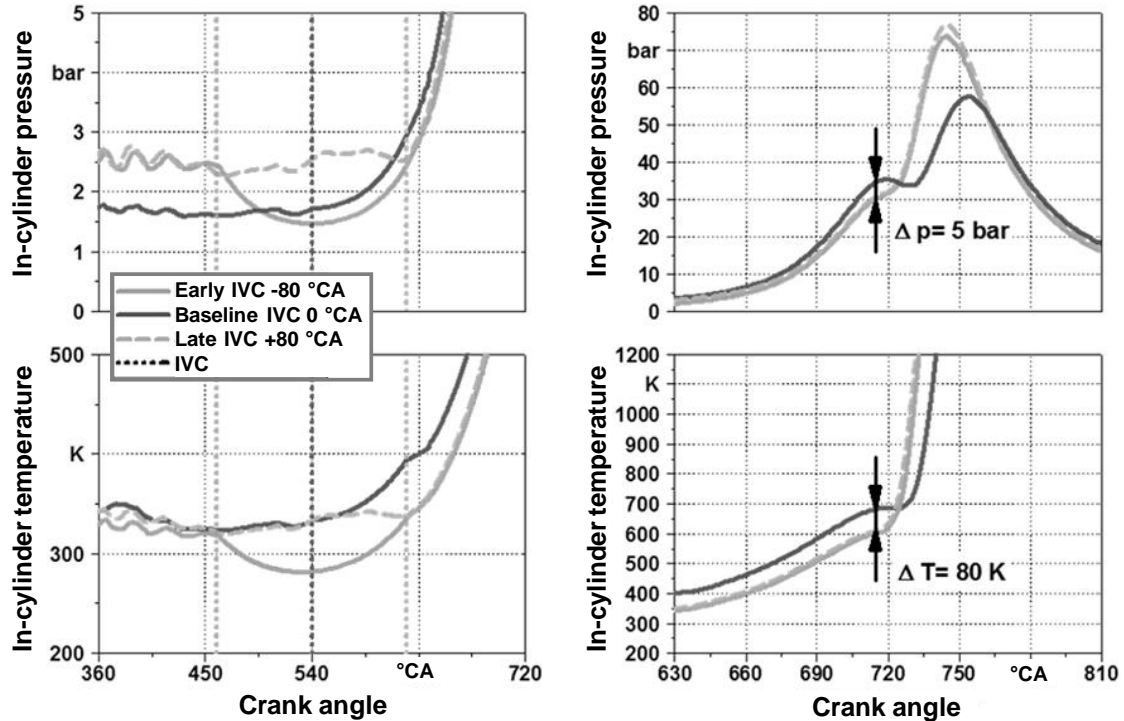 In-cylinder pressure
5
bar
3
2
1
0
Early IVC -80 °CA
Baseline IVC 0 °CA
Late IVC +80 °CA
IVC
In-cylinder pressure
80
bar
60
50
40
30
20
10
0
Δ p= 5 bar
In-cylinder temperature
500
K
300
200
360
450
540
°CA
720
Crank angle
In-cylinder temperature
1200
K
1000
900
800
700
600
500
400
300
200
Δ T= 80 K
630
660
690
720
750
°CA
810
Crank angle